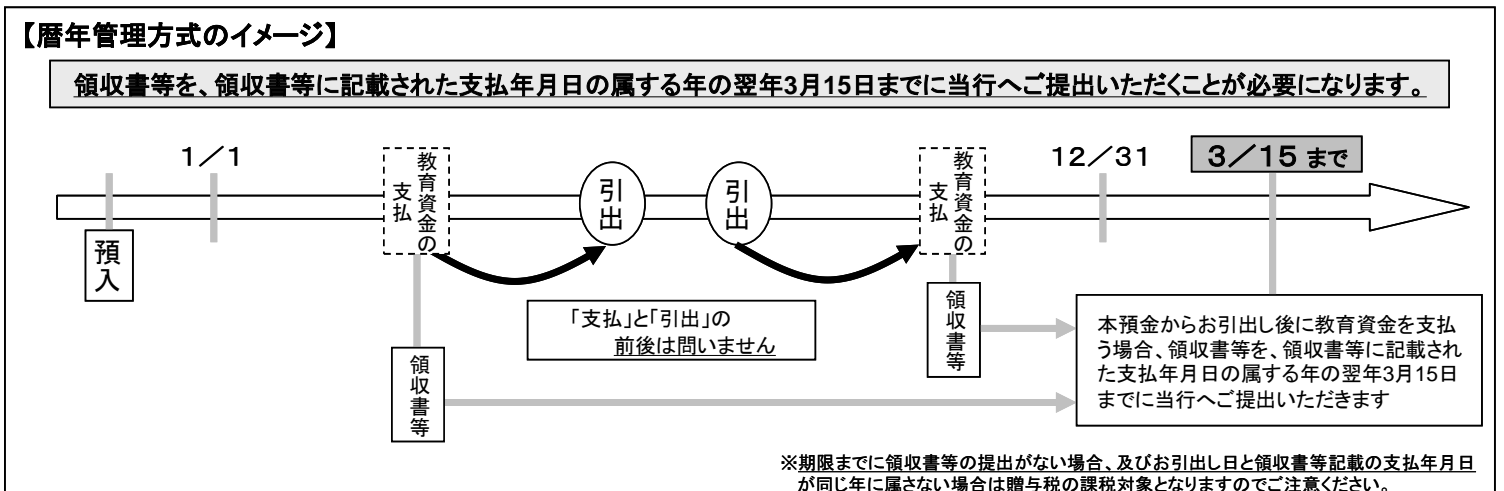 【暦年管理方式のイメージ】
領収書等を、領収書等に記載された支払年月日の属する年の翌年3月15日までに当行へご提出いただくことが必要になります。
1／1
12／31
3／15 まで
預入
教育資金の
支払
引出
引出
教育資金の
支払
「支払」と「引出」の
前後は問いません
領収書等
領収書等
本預金からお引出し後に教育資金を支払
う場合、領収書等を、領収書等に記載され
た支払年月日の属する年の翌年3月15日
までに当行へご提出いただきます
※期限までに領収書等の提出がない場合、及びお引出し日と領収書等記載の支払年月日
が同じ年に属さない場合は贈与税の課税対象となりますのでご注意ください。